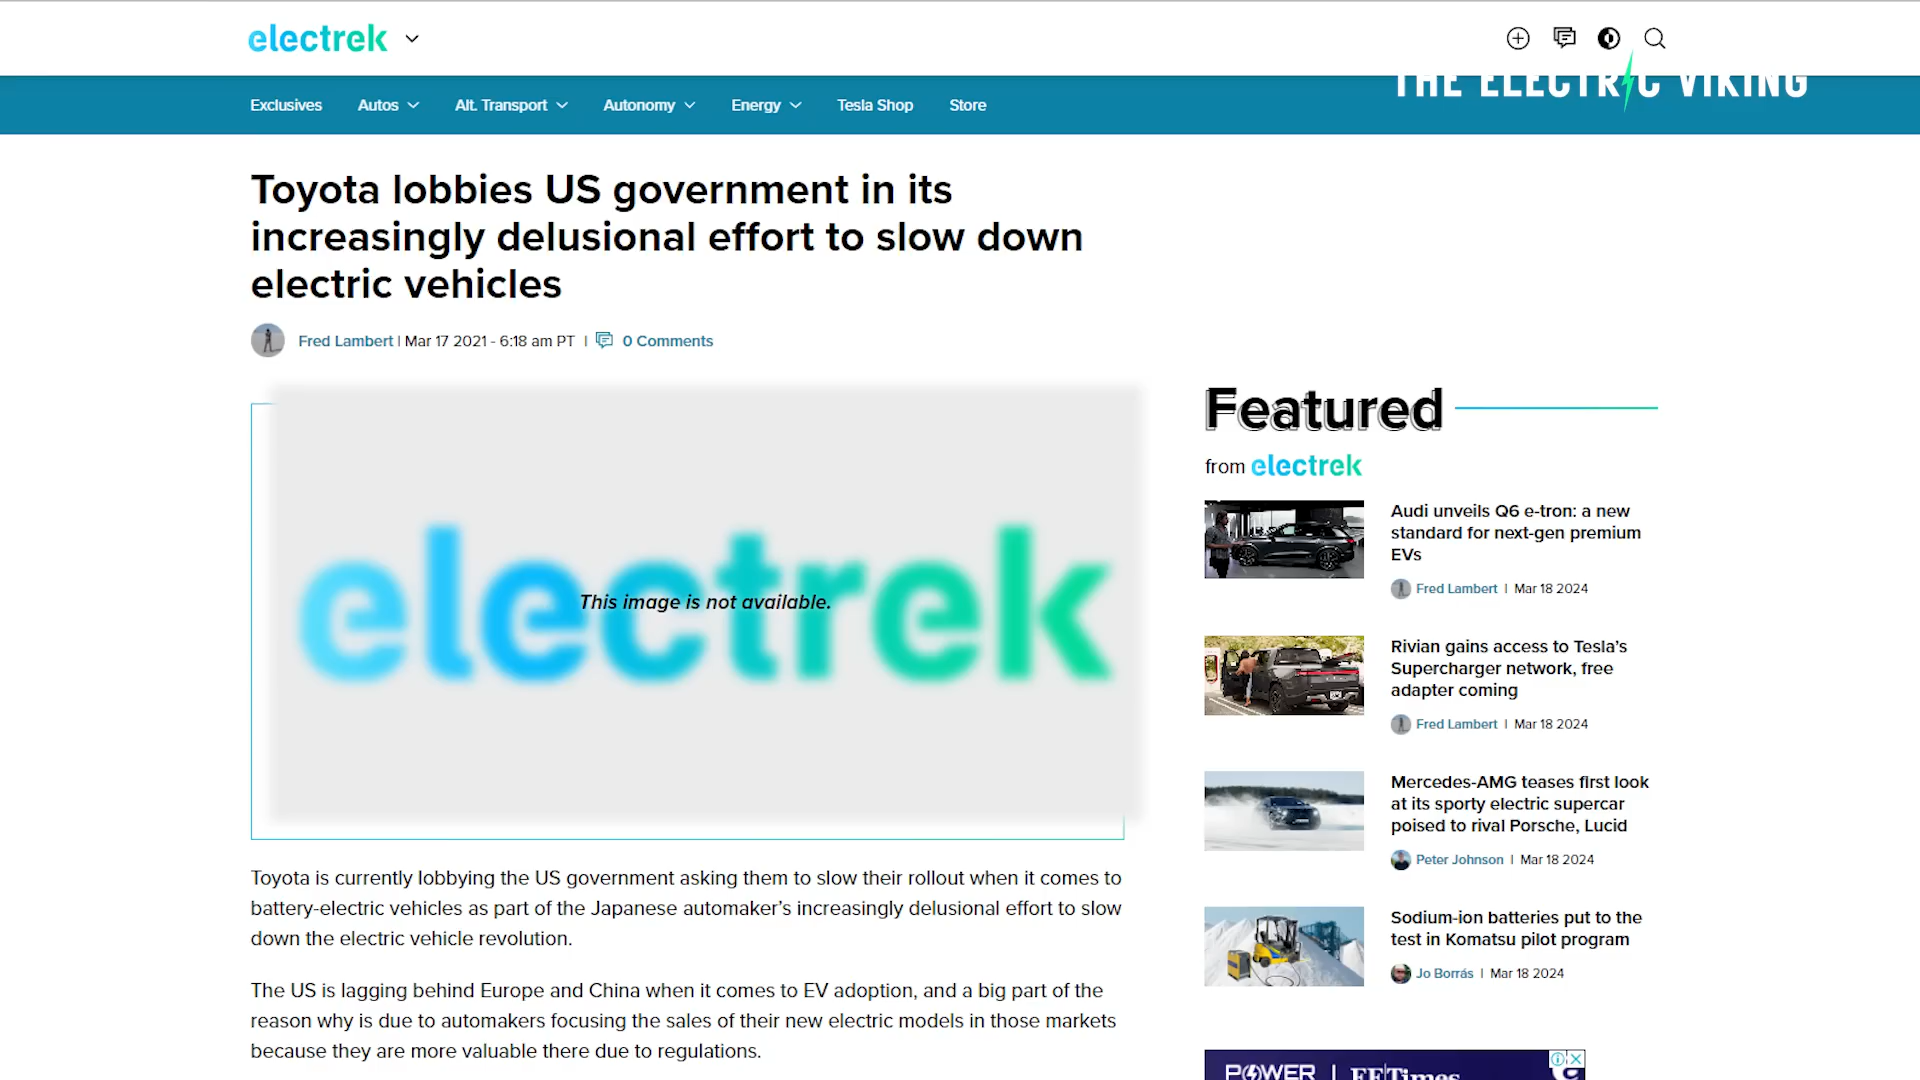 electrek
THE ELECTRIC VIKING
Exclusives Autos Alt. Transport Autonomy Energy Tesla Shop Store
Toyota lobbies US government in its
increasingly delusional effort to slow down
electric vehicles
Fred Lambert | Mar 17 2021 - 6:18 am PT | 0 Comments
electrek
This image is not available.
Toyota is currently lobbying the US government asking them to slow their rollout when it comes to
battery-electric vehicles as part of the Japanese automaker's increasingly delusional effort to slow
down the electric vehicle revolution.
The US is lagging behind Europe and China when it comes to EV adoption, and a big part of the
reason why is due to automakers focusing the sales of their new electric models in those markets
because they are more valuable there due to regulations.
Featured
from electrek
Audi unveils Q6 e-tron: a new
standard for next-gen premium
EVs
Fred Lambert | Mar 18 2024
Rivian gains access to Tesla's
Supercharger network, free
adapter coming
Fred Lambert | Mar 18 2024
Mercedes-AMG teases first look
at its sporty electric supercar
poised to rival Porsche, Lucid
Peter Johnson | Mar 18 2024
Sodium-ion batteries put to the
test in Komatsu pilot program
Jo Borrás | Mar 18 2024
POWER | EETimes